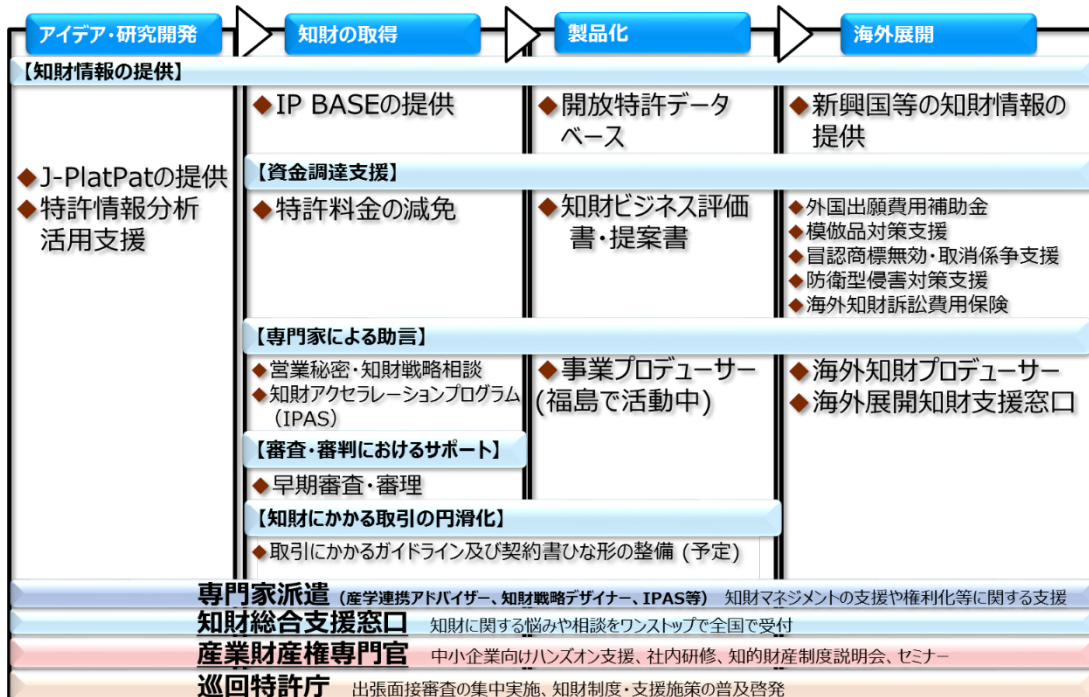 アイデア・研究開発
知財の取得
製品化
海外展開
【知財情報の提供】
◆IP BASEの提供
◆開放特許データ
ベース
◆新興国等の知財情報の
提供
◆J-PlatPatの提供
◆特許情報分析
活用支援
【資金調達支援】
◆特許料金の減免
◆知財ビジネス評価
書・提案書
◆外国出願費用補助金
◆模倣品対策支援
◆冒認商標無効・取消係争支援
◆防衛型侵害対策支援
◆海外知財訴訟費用保険
【専門家による助言】
◆営業秘密・知財戦略相談
◆知財アクセラレーションプログラム
（IPAS）
◆事業プロデューサー
(福島で活動中)
◆海外知財プロデューサー
◆海外展開知財支援窓口
【審査・審判におけるサポート】
◆早期審査・審理
【知財にかかる取引の円滑化】
◆取引にかかるガイドライン及び契約書ひな形の整備 (予定)
専門家派遣 (産学連携アドバイザー、知財戦略デザイナー、IPAS等) 知財マネジメントの支援や権利化等に関する支援
知財総合支援窓口 知財に関する悩みや相談をワンストップで全国で受付
産業財産権専門官 中小企業向けハンズオン支援、社内研修、知的財産制度説明会、セミナー
巡回特許庁 出張面接審査の集中実施、知財制度・支援施策の普及啓発